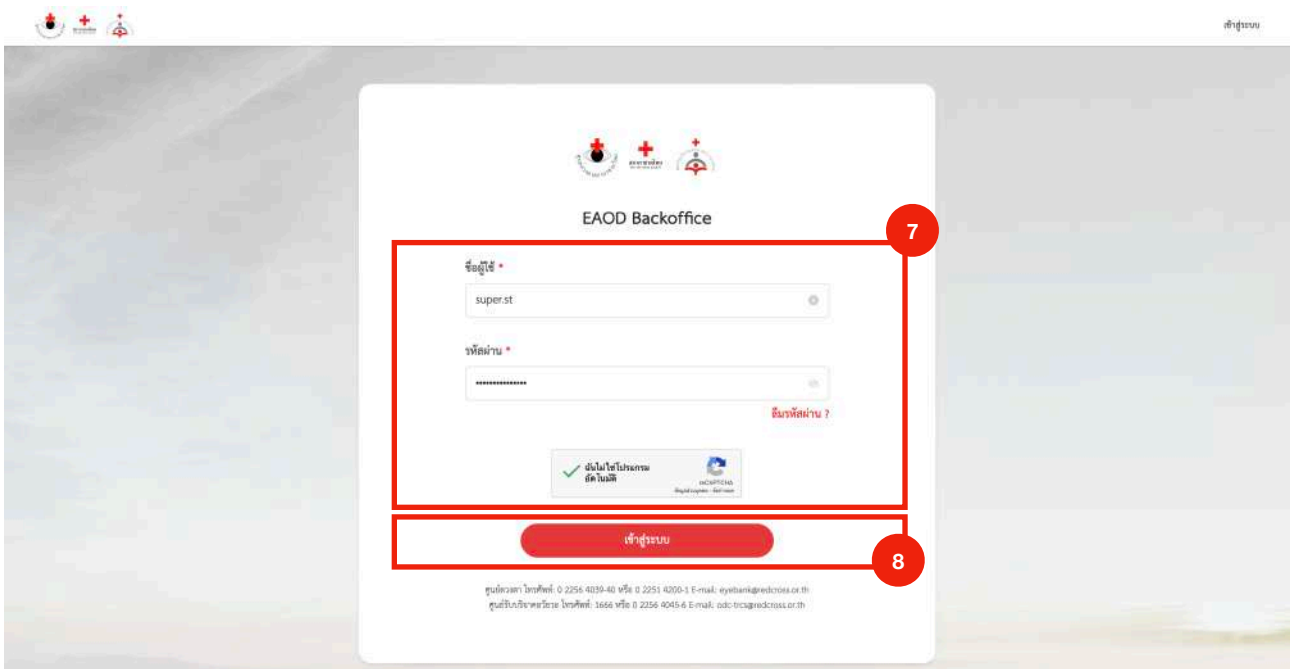 เข้าสู่ระบบ
EAOD Backoffice
7
ชื่อผู้ใช้ *
super.st
รหัสผ่าน *
•••••••••••••••
ลืมรหัสผ่าน ?
ฉันไม่ใช่โปรแกรม
อัตโนมัติ
reCAPTCHA
เข้าสู่ระบบ
8
ศูนย์ดวงตา โทรศัพท์: 0 2256 4039-40 หรือ 0 2251 4200-1 E-mail: eyebank@redcross.or.th
ศูนย์รับบริจาคอวัยวะ โทรศัพท์: 1666 หรือ 0 2256 4045-6 E-mail: odc-trcs@redcross.or.th